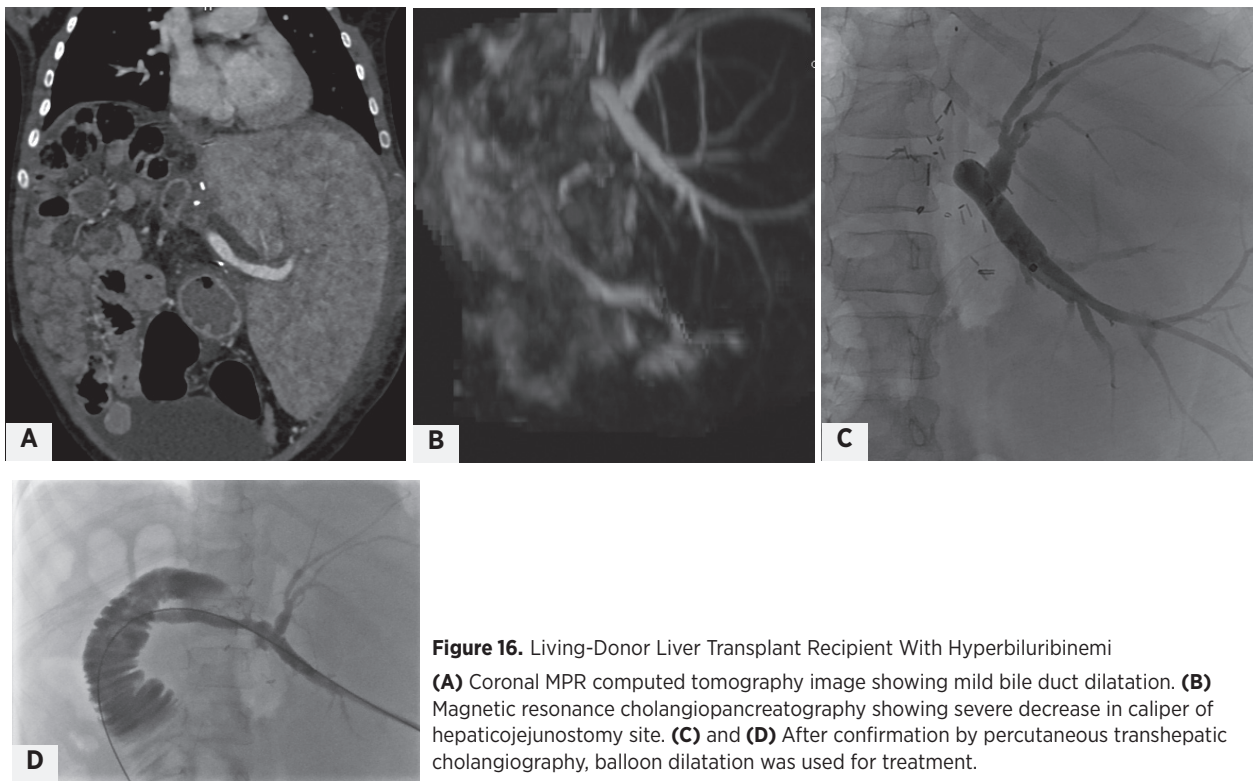 A
B
C
D
Figure 16. Living-Donor Liver Transplant Recipient With Hyperbiluribinemi
(A) Coronal MPR computed tomography image showing mild bile duct dilatation. (B)
Magnetic resonance cholangiopancreatography showing severe decrease in caliper of
hepaticojejunostomy site. (C) and (D) After confirmation by percutaneous transhepatic
cholangiography, balloon dilatation was used for treatment.